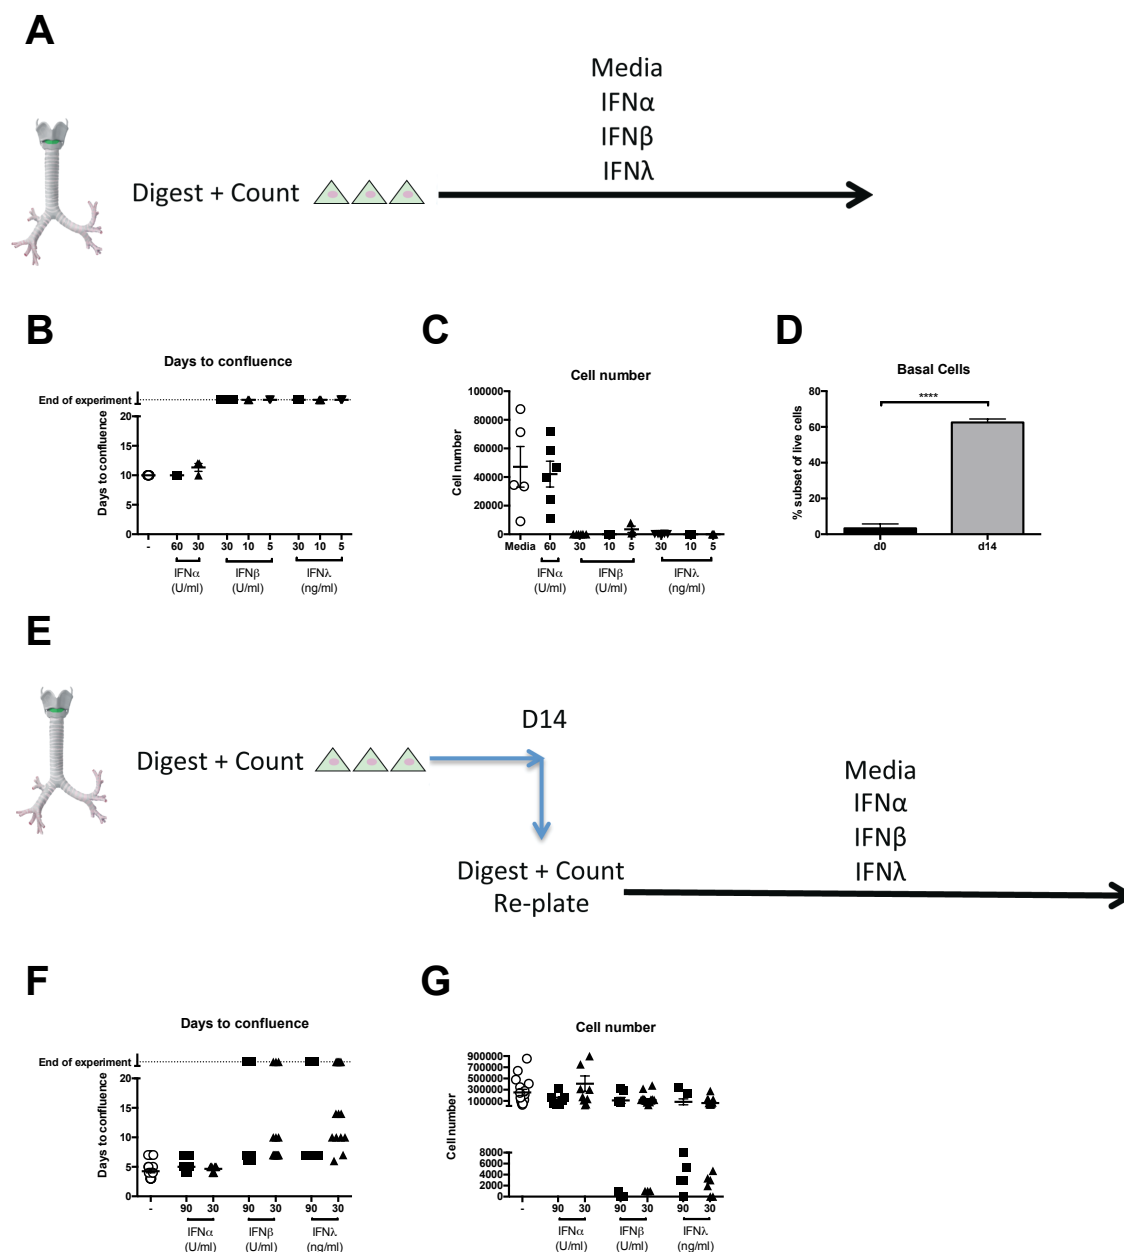 A
Media
IFNα
IFNβ
IFNλ
Digest + Count
B
C
D
Days to confluence
Cell number
Basal Cells
End of experiment
Days to confluence
20
15
10
5
0
- 60 30 30 10 5 30 10 5
IFNα IFNβ IFNλ
(U/ml) (U/ml) (ng/ml)
Cell number
100000
80000
60000
40000
20000
0
Media 60 30 10 5 30 10 5
IFNα IFNβ IFNλ
(U/ml) (U/ml) (ng/ml)
% subset of live cells
80
60
40
20
0
****
d0 d14
E
D14
Digest + Count
Media
IFNα
IFNβ
IFNλ
Digest + Count
Re-plate
F
G
Days to confluence
Cell number
End of experiment
Days to confluence
20
15
10
5
0
- 90 30 90 30 90 30
IFNα IFNβ IFNλ
(U/ml) (U/ml) (ng/ml)
Cell number
900000
700000
500000
300000
100000
8000
6000
4000
2000
0
- 90 30 90 30 90 30
IFNα IFNβ IFNλ
(U/ml) (U/ml) (ng/ml)